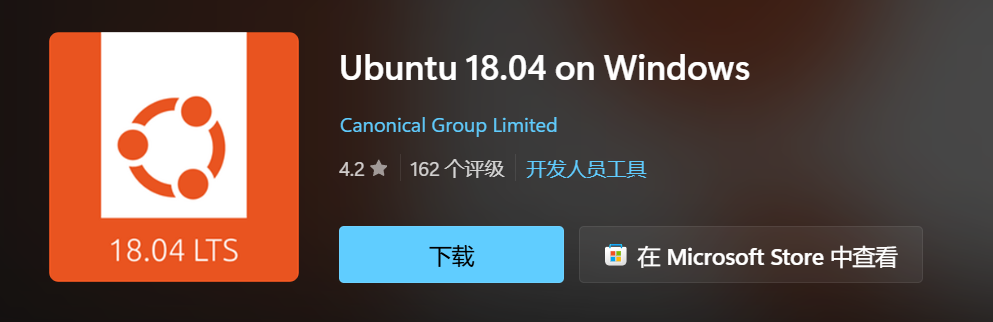 Ubuntu 18.04 on Windows
Canonical Group Limited
4.2 162 个评级 开发人员工具
18.04 LTS
下载 在 Microsoft Store 中查看